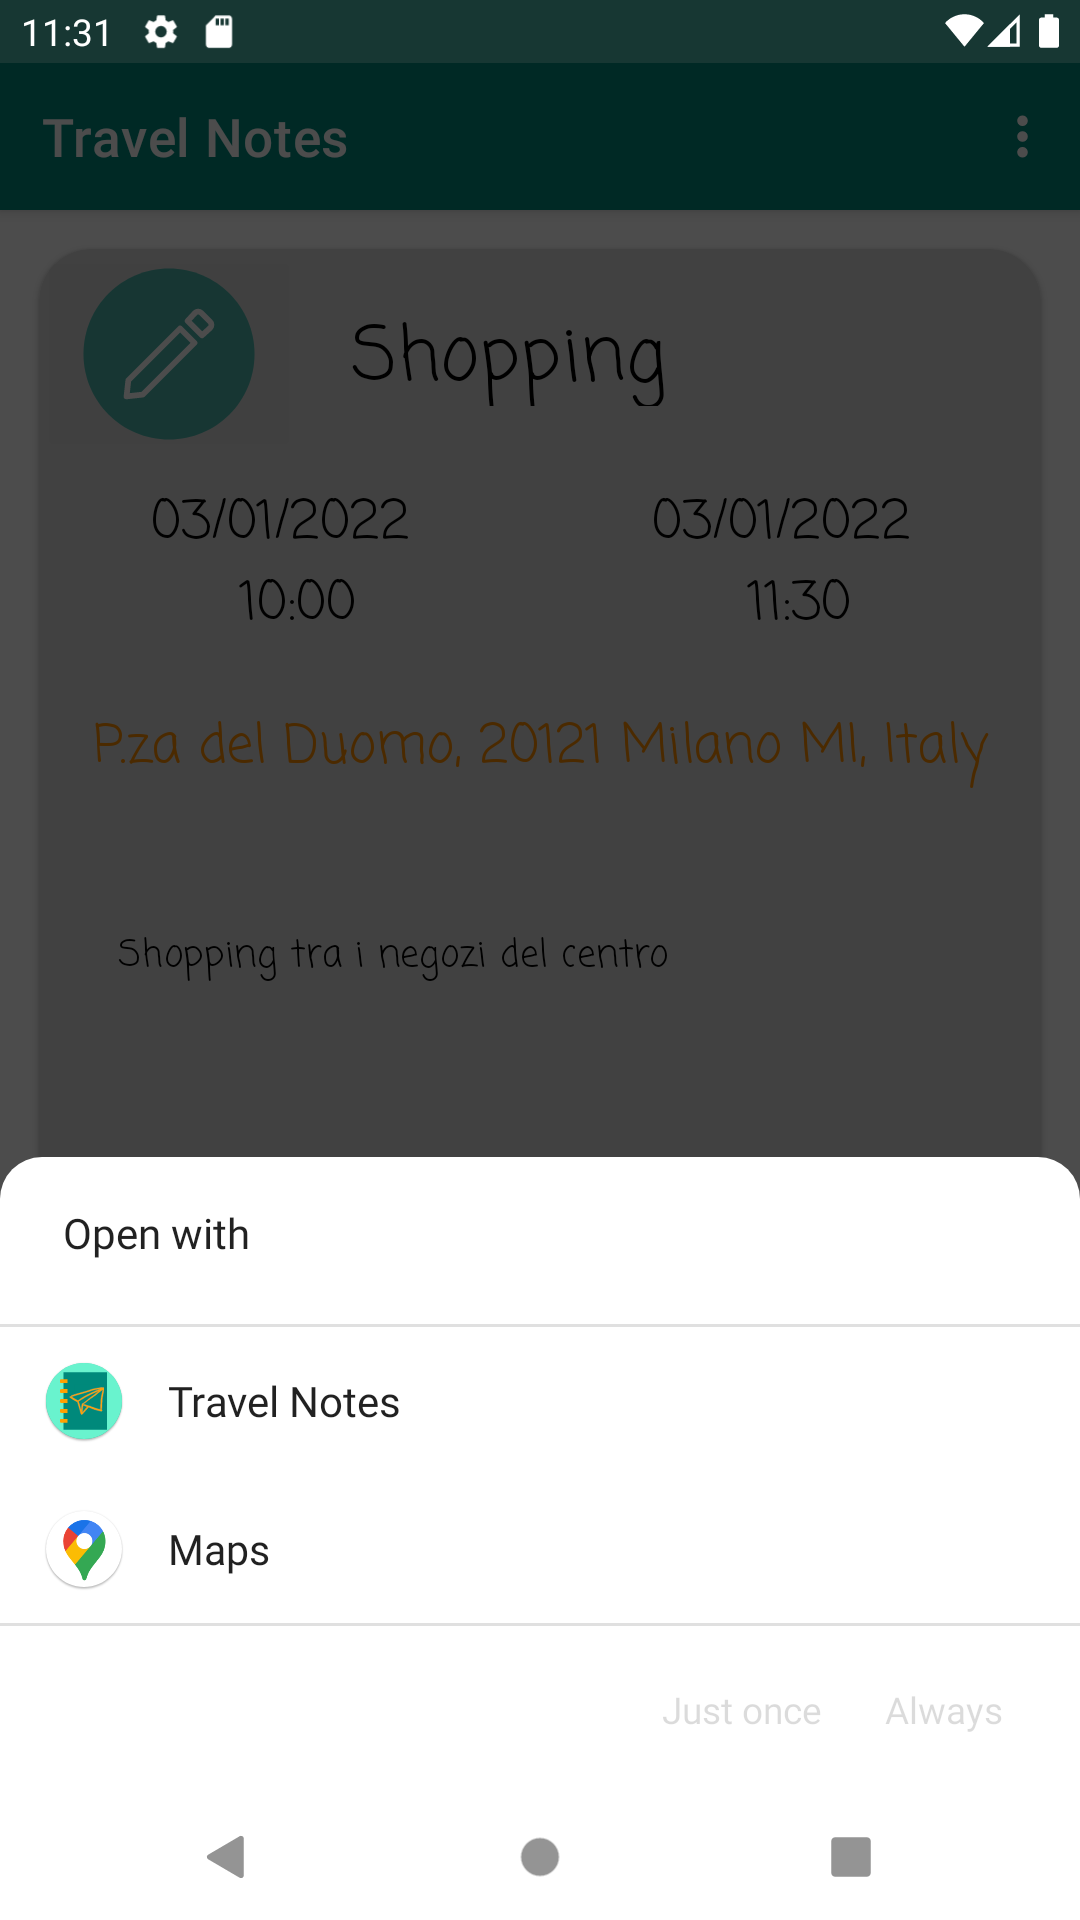 11:31
Travel Notes
Shopping
03/01/2022 03/01/2022
10:00 11:30
P.za del Duomo, 20121 Milano MI, Italy
Shopping tra i negozi del centro
Open with
Travel Notes
Maps
Just once Always